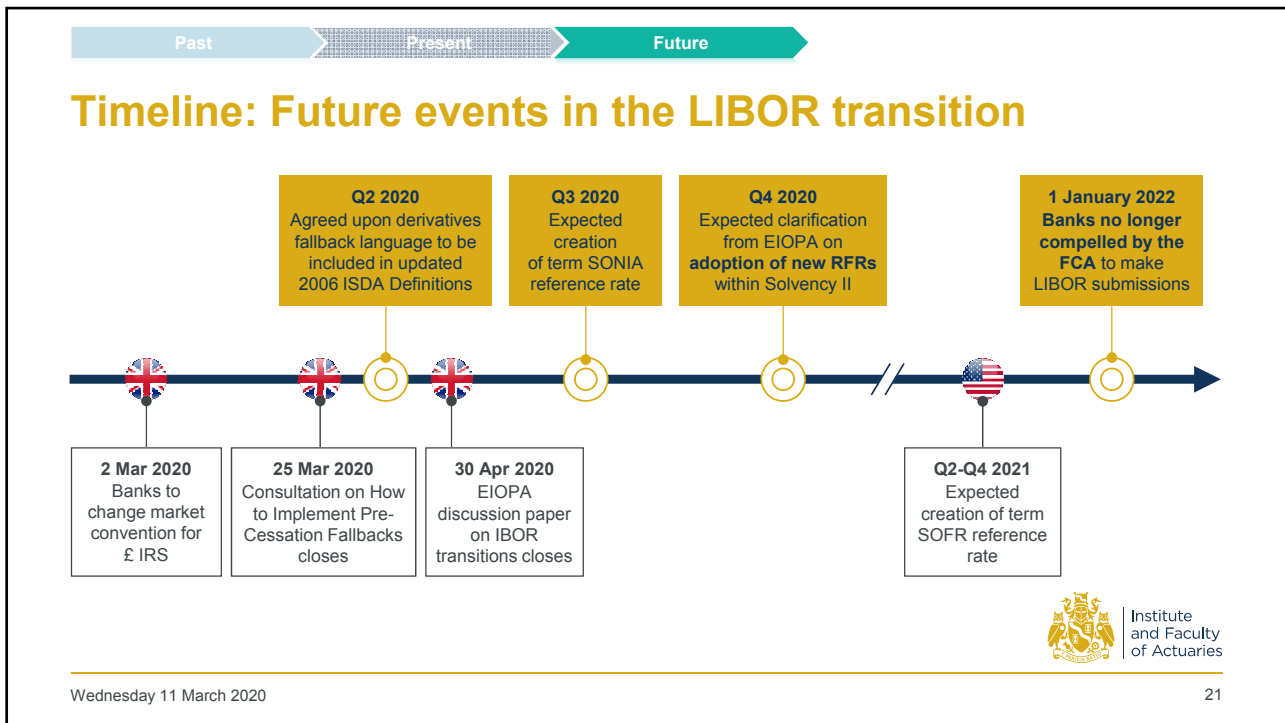 Past
Present
Future
Timeline: Future events in the LIBOR transition
Q2 2020
Agreed upon derivatives
fallback language to be
included in updated
2006 ISDA Definitions
Q3 2020
Expected
creation
of term SONIA
reference rate
Q4 2020
Expected clarification
from EIOPA on
adoption of new RFRs
within Solvency II
1 January 2022
Banks no longer
compelled by the
FCA to make
LIBOR submissions
2 Mar 2020
Banks to
change market
convention for
£ IRS
25 Mar 2020
Consultation on How
to Implement Pre-
Cessation Fallbacks
closes
30 Apr 2020
EIOPA
discussion paper
on IBOR
transitions closes
Q2-Q4 2021
Expected
creation of term
SOFR reference
rate
Institute
and Faculty
of Actuaries
Wednesday 11 March 2020
21